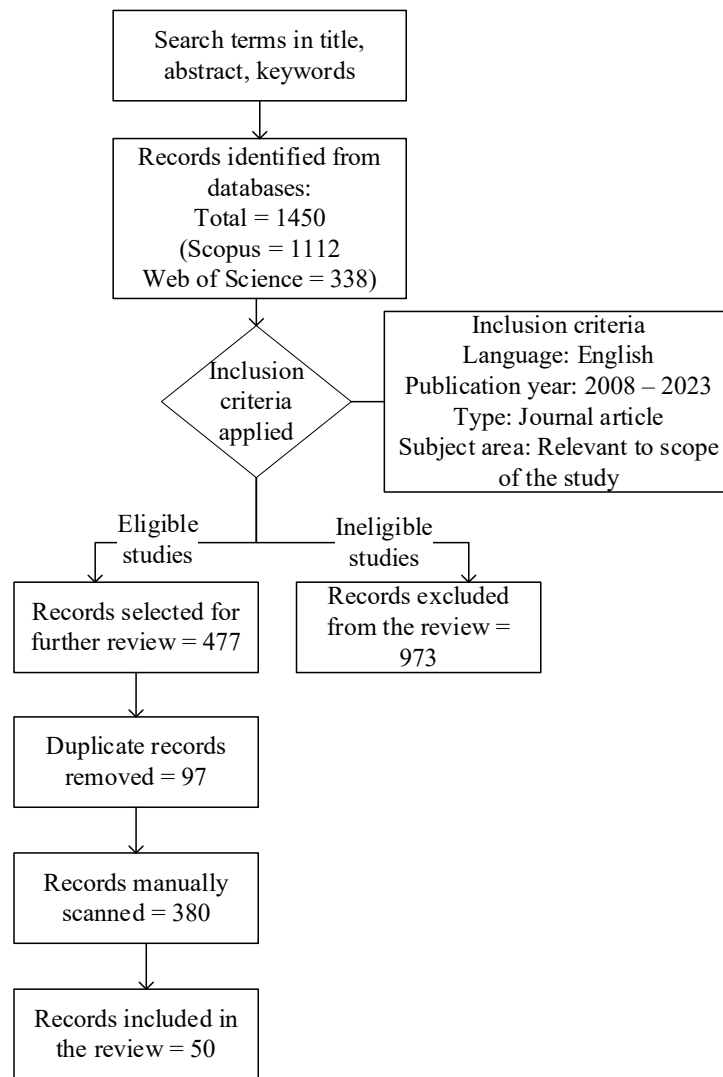 Search terms in title,
abstract, keywords
Records identified from
databases:
Total = 1450
(Scopus = 1112
Web of Science = 338)
Inclusion
criteria
applied
Inclusion criteria
Language: English
Publication year: 2008 – 2023
Type: Journal article
Subject area: Relevant to scope
of the study
Eligible
studies
Ineligible
studies
Records selected for
further review = 477
Records excluded
from the review =
973
Duplicate records
removed = 97
Records manually
scanned = 380
Records included in
the review = 50